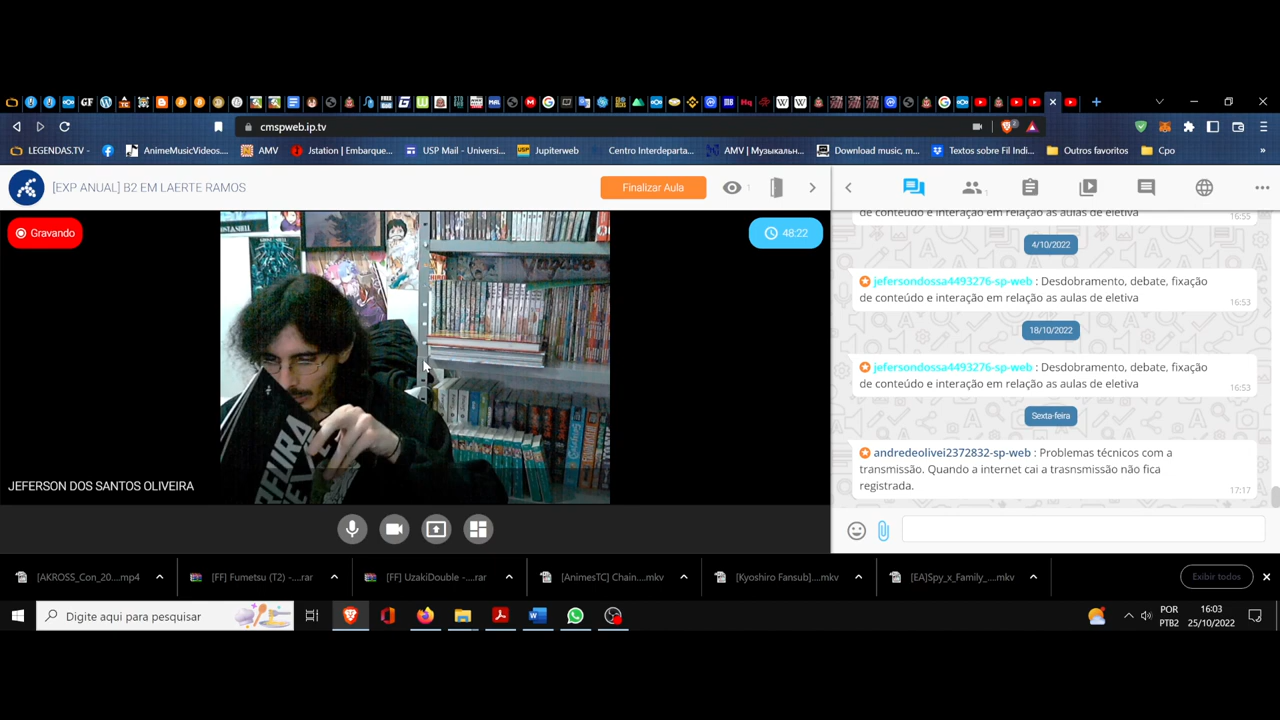 cmspweb.ip.tv
LEGENDAS.TV -
AnimeMusicVideos...
AMV
Jstation | Embarque...
USP Mail - Universi...
Jupiterweb
Centro Interdeparta...
AMV | Музыкальн...
Download music, m...
Textos sobre Fil Indi...
Outros favoritos
Cpo
[EXP ANUAL] B2 EM LAERTE RAMOS
Finalizar Aula
1
1
Gravando
48:22
JEFERSON DOS SANTOS OLIVEIRA
de conteúdo e interação em relação as aulas de eletiva
16:55
4/10/2022
jefersondossa4493276-sp-web : Desdobramento, debate, fixação
de conteúdo e interação em relação as aulas de eletiva
16:53
18/10/2022
jefersondossa4493276-sp-web : Desdobramento, debate, fixação
de conteúdo e interação em relação as aulas de eletiva
16:53
Sexta-feira
andredeolivei2372832-sp-web : Problemas técnicos com a
transmissão. Quando a internet cai a trasnsmissão não fica
registrada.
17:17
[AKROSS_Con_20....mp4
[FF] Fumetsu (T2) -....rar
[FF] UzakiDouble -....rar
[AnimesTC] Chain....mkv
[Kyoshiro Fansub]....mkv
[EA]Spy_x_Family_....mkv
Exibir todos
Digite aqui para pesquisar
POR
PTB2
16:03
25/10/2022